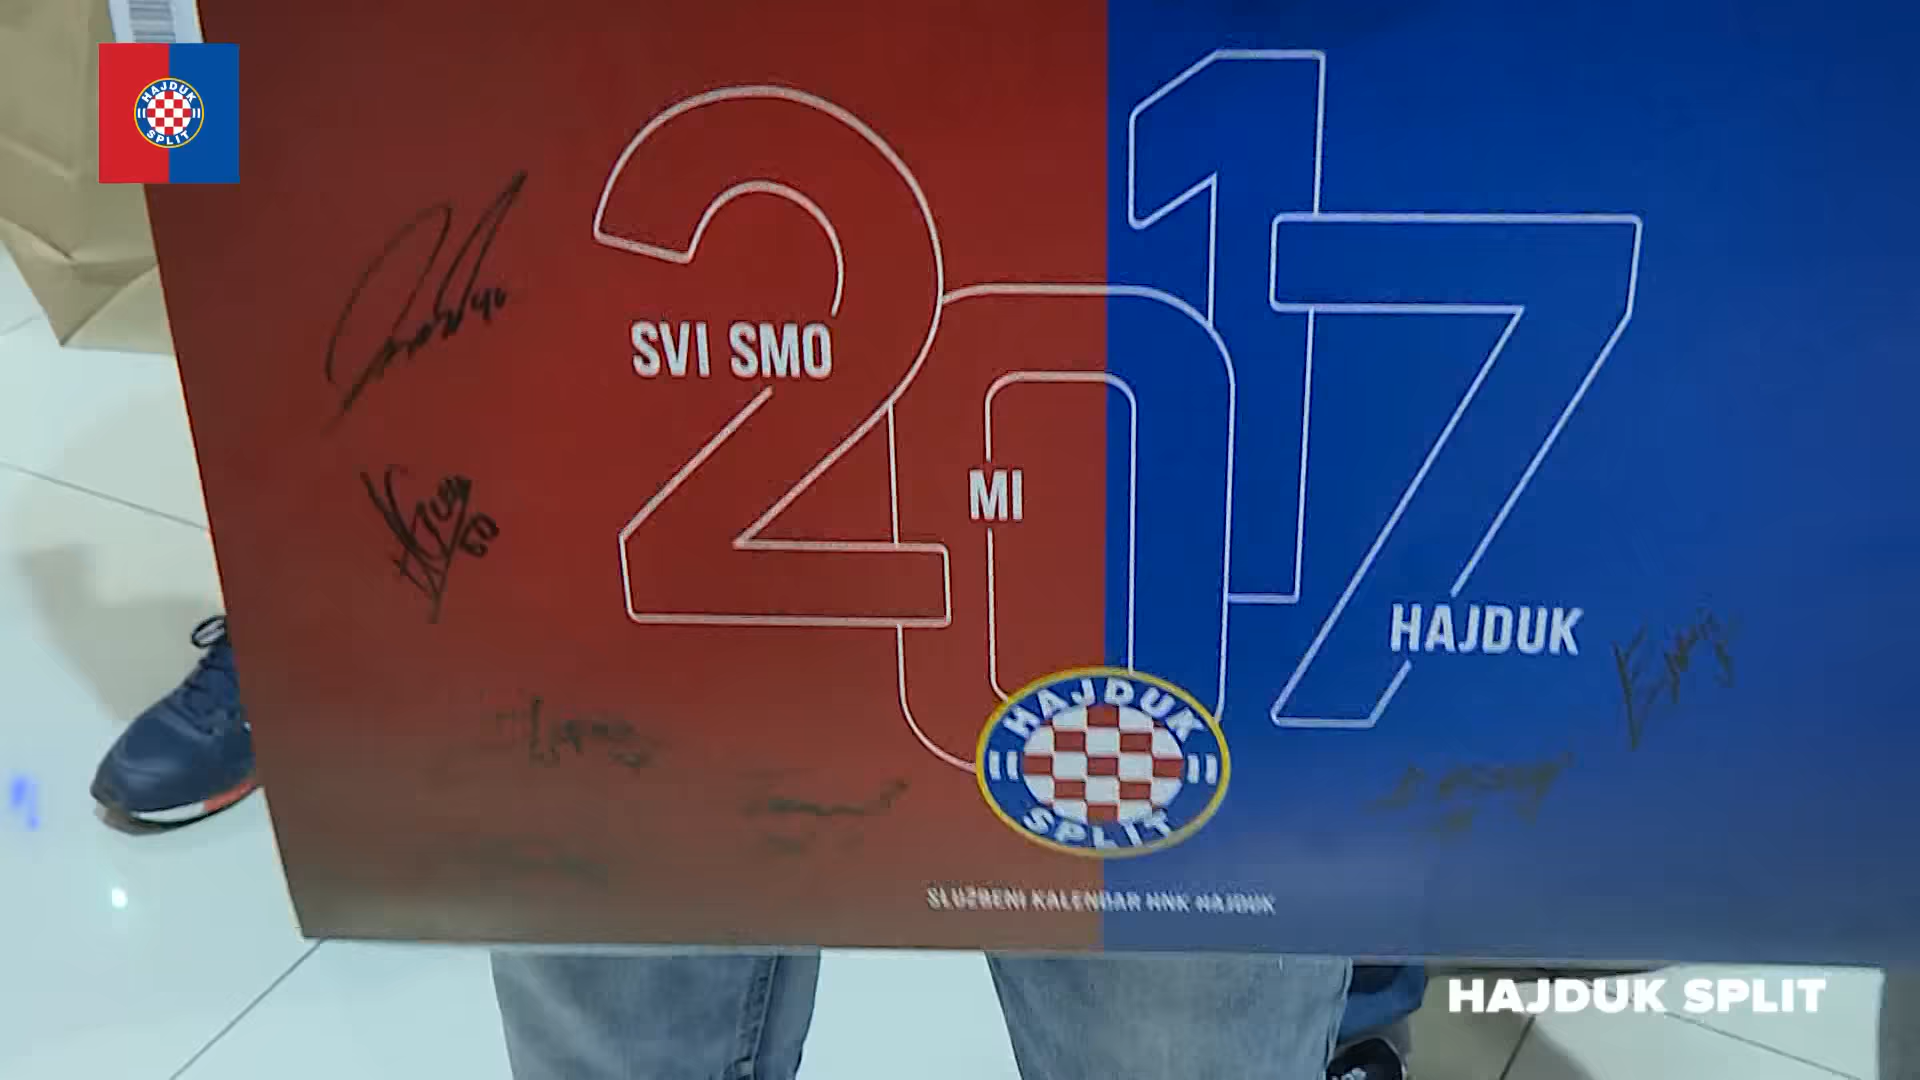 HAJDUK
SPLIT
2017
SVI SMO
MI
HAJDUK
HAJDUK
SPLIT
SLUŽBENI KALENDAR HNK HAJDUK
HAJDUK SPLIT